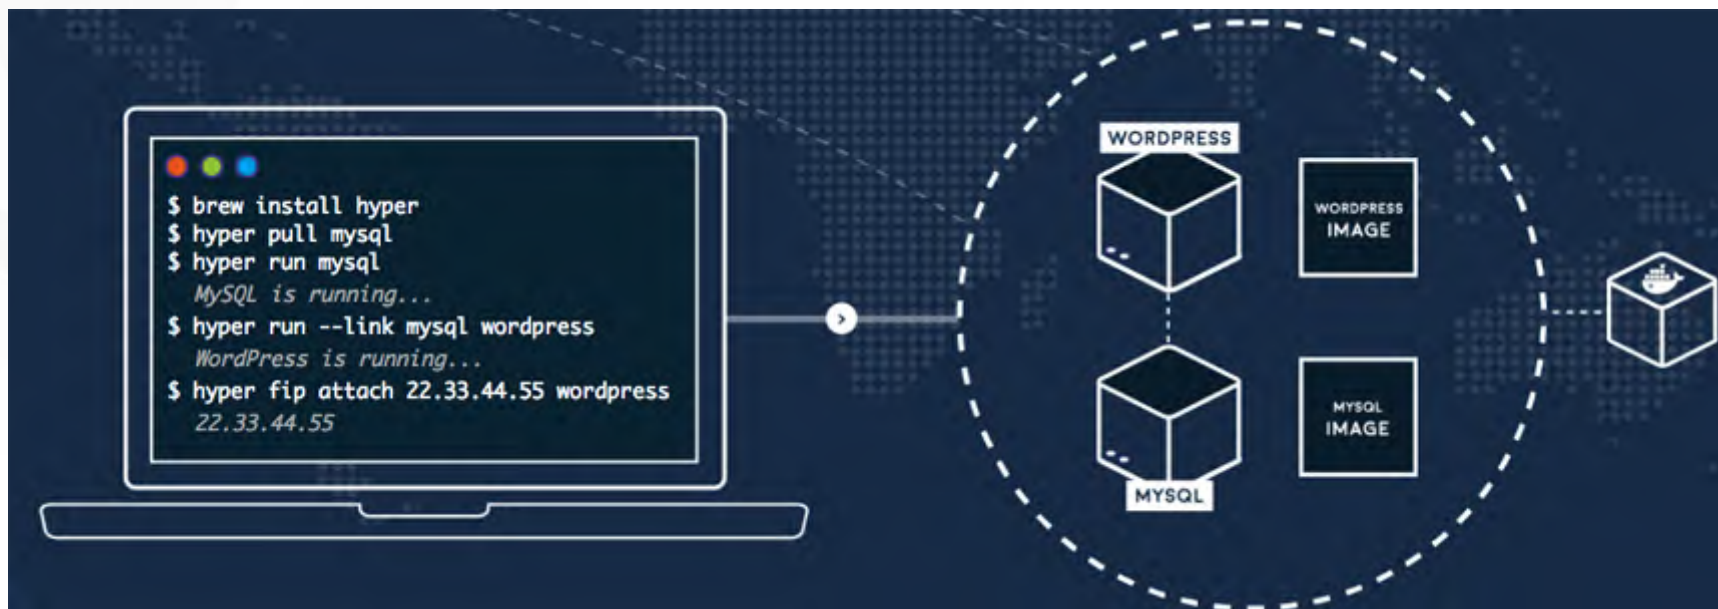 $ brew install hyper
$ hyper pull mysql
$ hyper run mysql
MySQL is running...
$ hyper run --link mysql wordpress
WordPress is running...
$ hyper fip attach 22.33.44.55 wordpress
22.33.44.55
WORDPRESS
WORDPRESS
IMAGE
MYSQL
IMAGE
MYSQL